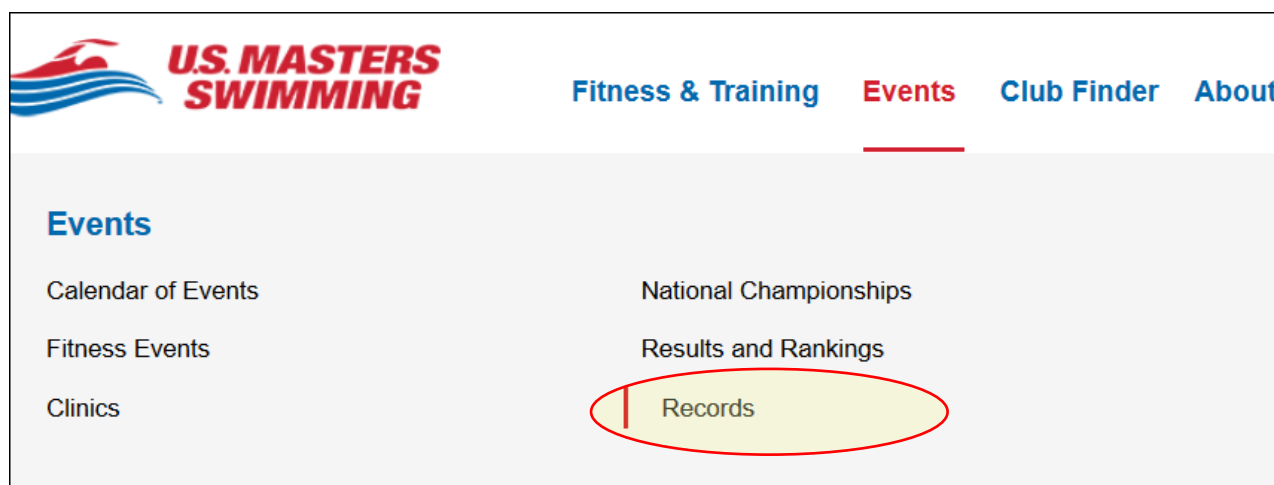 U.S. MASTERS
SWIMMING
Fitness & Training Events Club Finder About
Events
Calendar of Events National Championships
Fitness Events Results and Rankings
Clinics Records